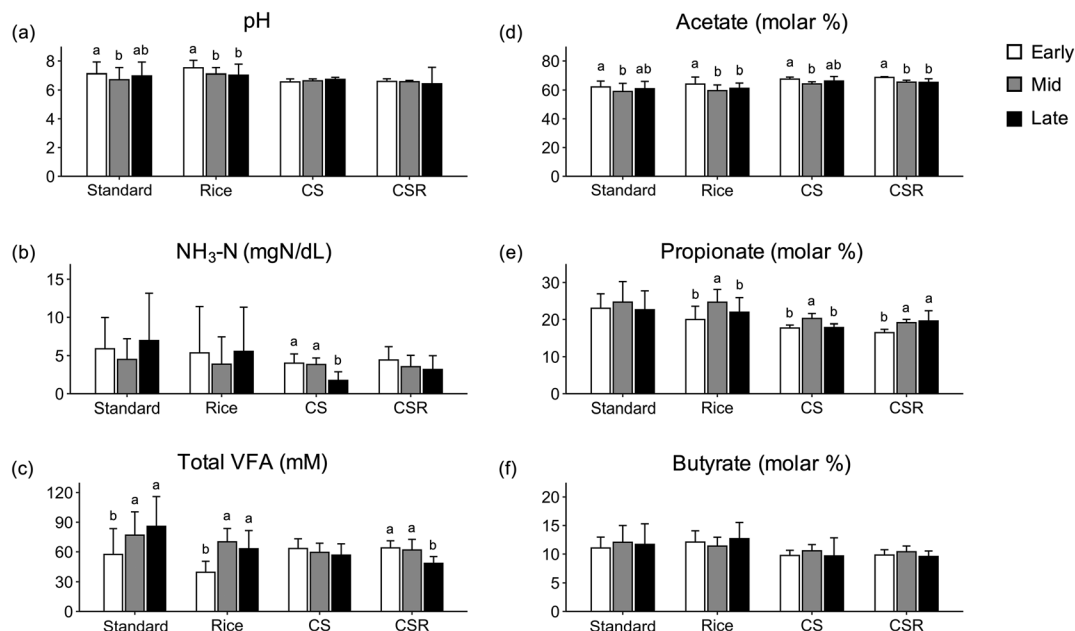 (a)
pH
a b ab a b b
8
6
4
2
0
Standard Rice CS CSR
(b)
NH₃-N (mgN/dL)
15
10
5
0
a a b
Standard Rice CS CSR
(c)
Total VFA (mM)
120
90
60
30
0
b a a b a a a a b
Standard Rice CS CSR
(d)
Acetate (molar %)
80
60
40
20
0
a b ab a b b a b ab a b b
Standard Rice CS CSR
(e)
Propionate (molar %)
30
20
10
0
b a b b a b b a a
Standard Rice CS CSR
(f)
Butyrate (molar %)
20
15
10
5
0
Standard Rice CS CSR
Early
Mid
Late